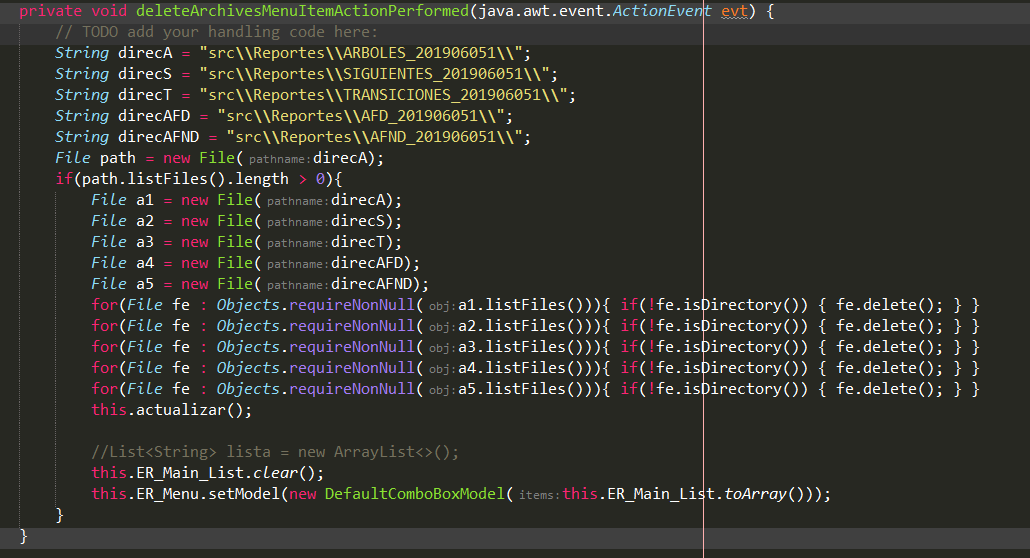 private void deleteArchivesMenuItemActionPerformed(java.awt.event.ActionEvent evt) {
// TODO add your handling code here:
String direcA = "src\\Reportes\\ARBOLES_201906051\\";
String direcS = "src\\Reportes\\SIGUIENTES_201906051\\";
String direcT = "src\\Reportes\\TRANSICIONES_201906051\\";
String direcAFD = "src\\Reportes\\AFD_201906051\\";
String direcAFND = "src\\Reportes\\AFND_201906051\\";
File path = new File( pathname: direcA);
if(path.listFiles().length > 0){
File a1 = new File( pathname: direcA);
File a2 = new File( pathname: direcS);
File a3 = new File( pathname: direcT);
File a4 = new File( pathname: direcAFD);
File a5 = new File( pathname: direcAFND);
for(File fe : Objects.requireNonNull( obj: a1.listFiles())){ if(!fe.isDirectory()) { fe.delete(); } }
for(File fe : Objects.requireNonNull( obj: a2.listFiles())){ if(!fe.isDirectory()) { fe.delete(); } }
for(File fe : Objects.requireNonNull( obj: a3.listFiles())){ if(!fe.isDirectory()) { fe.delete(); } }
for(File fe : Objects.requireNonNull( obj: a4.listFiles())){ if(!fe.isDirectory()) { fe.delete(); } }
for(File fe : Objects.requireNonNull( obj: a5.listFiles())){ if(!fe.isDirectory()) { fe.delete(); } }
this.actualizar();
//List<String> lista = new ArrayList<>();
this.ER_Main_List.clear();
this.ER_Menu.setModel(new DefaultComboBoxModel( items: this.ER_Main_List.toArray()));
}
}